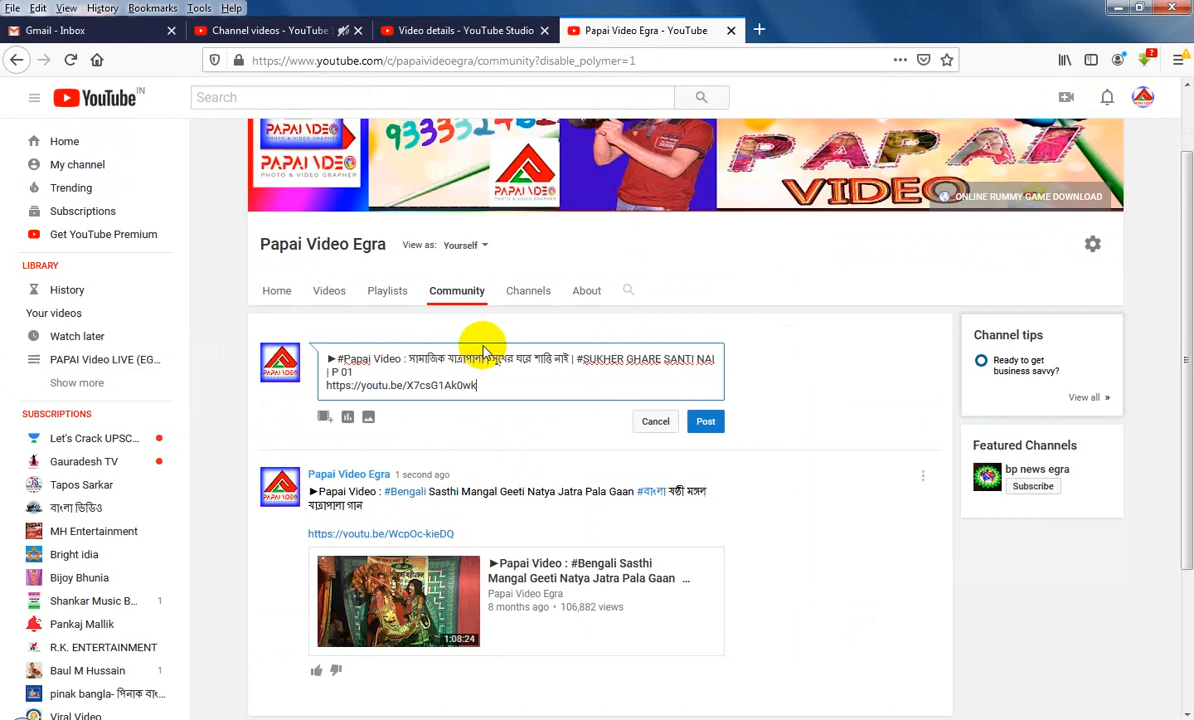 File Edit View History Bookmarks Tools Help
Gmail - Inbox
Channel videos - YouTube
Video details - YouTube Studio
Papai Video Egra - YouTube
https://www.youtube.com/c/papaivideoegra/community?disable_polymer=1
YouTube IN
Search
Home
My channel
Trending
Subscriptions
Get YouTube Premium
LIBRARY
History
Your videos
Watch later
PAPAI Video LIVE (EG...
Show more
SUBSCRIPTIONS
Let's Crack UPSC...
Gauradesh TV
Tapos Sarkar
বাংলা ভিডিও
MH Entertainment
Bright idia
Bijoy Bhunia
Shankar Music B... 1
Pankaj Mallik
R.K. ENTERTAINMENT
Baul M Hussain 1
pinak bangla- পিনাক বাং...
Viral Video
PAPAI VIDEO
PHOTO & VIDEO GRAPHER
PAPAI VIDEO
PAPAI
VIDEO
ONLINE RUMMY GAME DOWNLOAD
Papai Video Egra View as: Yourself
Home Videos Playlists Community Channels About
►#Papai Video : সামাজিক যাত্রাপালা সুখের ঘরে শান্তি নাই | #SUKHER GHARE SANTI NAI
| P 01
https://youtu.be/X7csG1Ak0wk
Cancel Post
Papai Video Egra 1 second ago
►Papai Video : #Bengali Sasthi Mangal Geeti Natya Jatra Pala Gaan #বাংলা ষষ্ঠী মঙ্গল
যাত্রাপালা গান
https://youtu.be/WcpOc-kieDQ
►Papai Video : #Bengali Sasthi
Mangal Geeti Natya Jatra Pala Gaan ...
Papai Video Egra
8 months ago • 106,882 views
1:08:24
Channel tips
Ready to get
business savvy?
View all »
Featured Channels
bp news egra
Subscribe